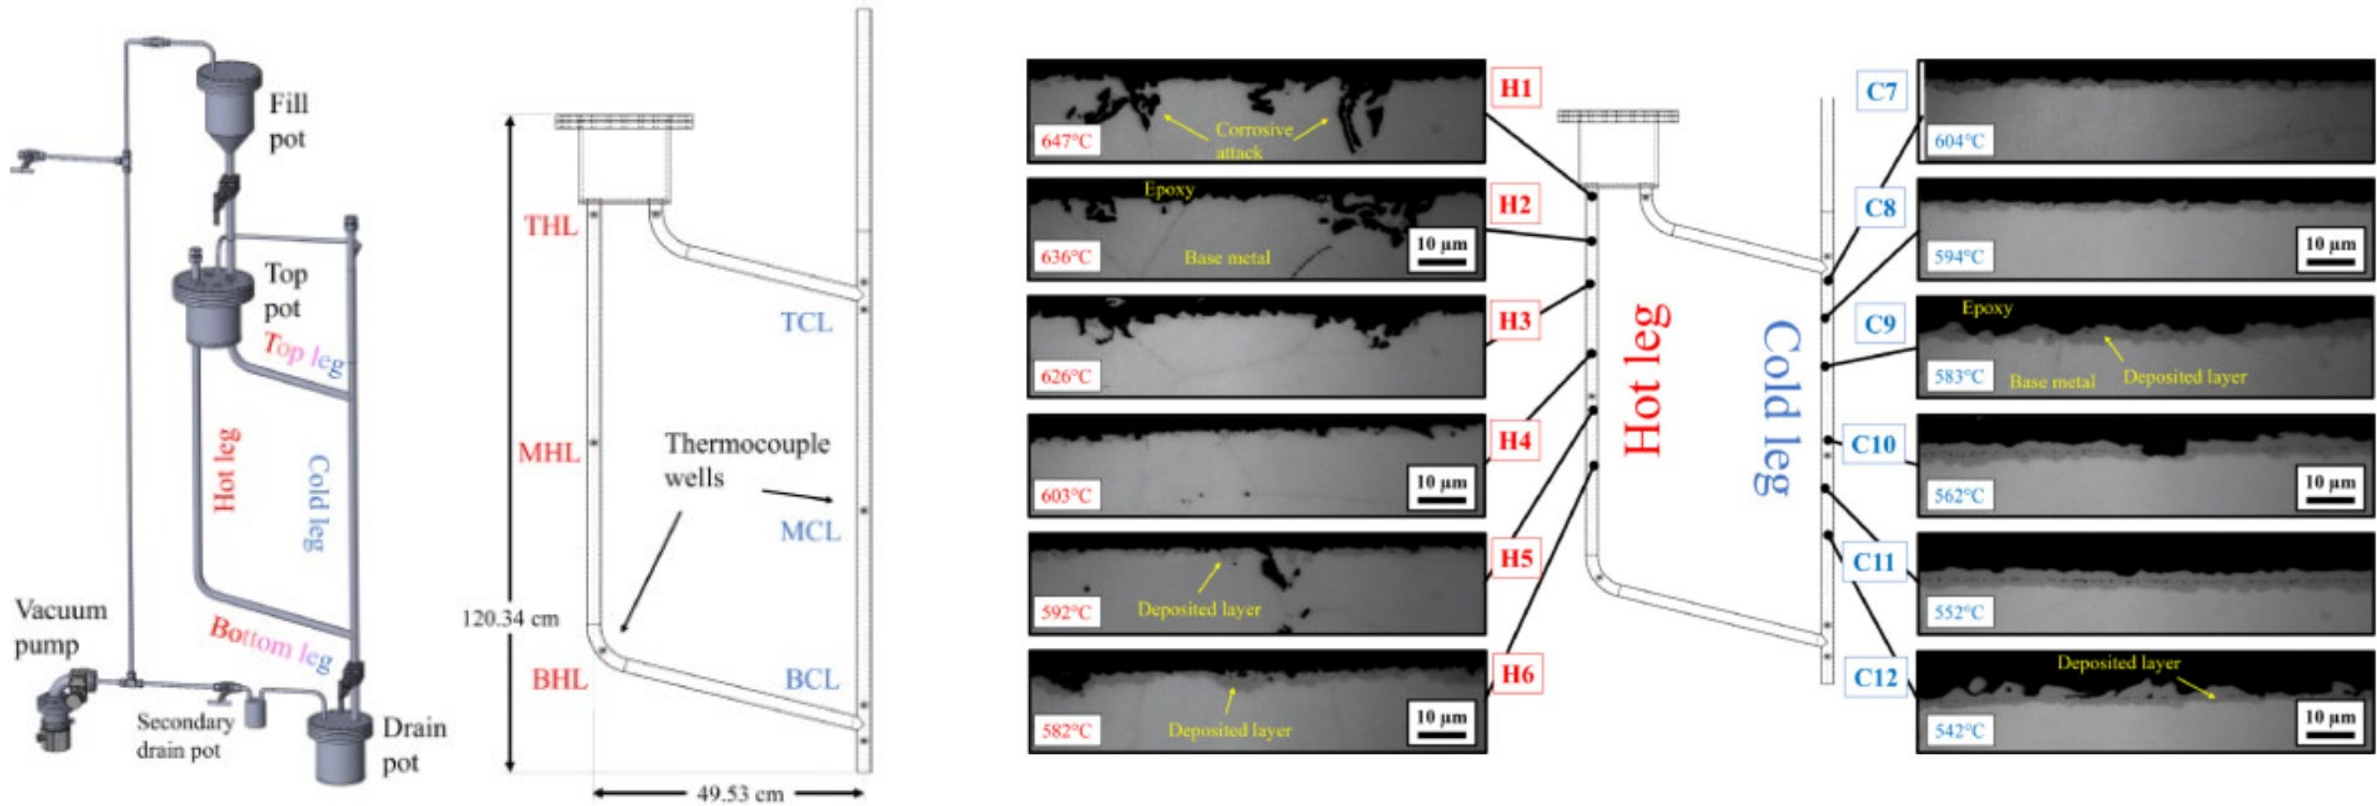 Fill
pot
Top
pot
Top leg
Hot leg
Cold leg
Bottom leg
Vacuum
pump
Secondary
drain pot
Drain
pot
THL
TCL
MHL
Thermocouple
wells
MCL
120.34 cm
BHL
BCL
49.53 cm
H1
647°C
Corrosive
attack
H2
Epoxy
636°C
Base metal
10 µm
H3
626°C
H4
603°C
10 µm
H5
592°C
Deposited layer
H6
582°C
Deposited layer
10 µm
Hot leg
Cold leg
C7
604°C
C8
594°C
10 µm
C9
Epoxy
583°C
Base metal
Deposited layer
C10
562°C
10 µm
C11
552°C
C12
Deposited layer
542°C
10 µm